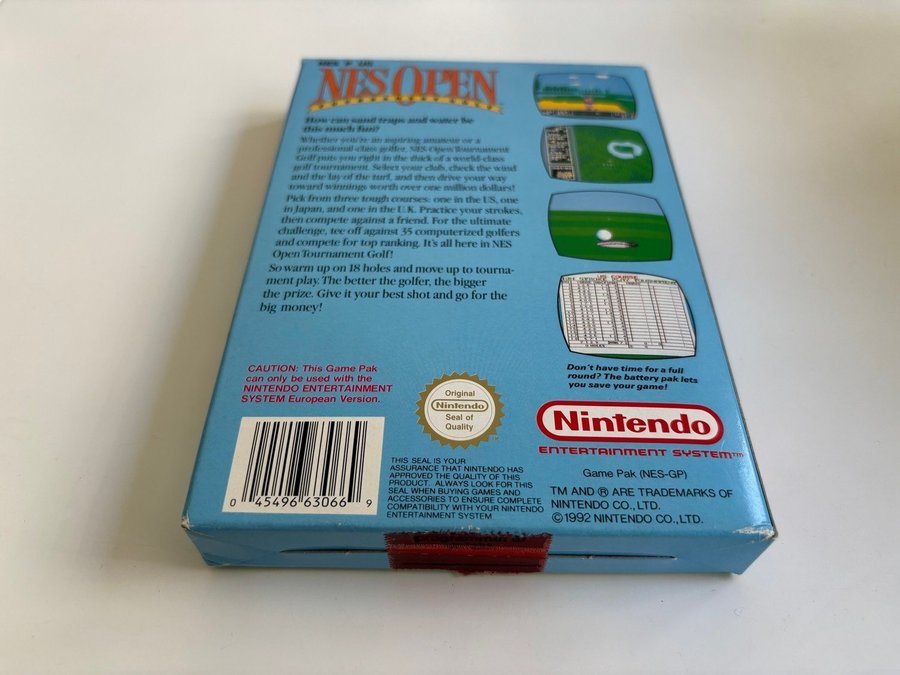 NES OPEN
TOURNAMENT GOLF
How can sand traps and water be
this much fun?
Whether you're an aspiring amateur or a
professional-class golfer, NES Open Tournament
Golf puts you right in the thick of a world-class
golf tournament. Select your club, check the wind
and the lay of the turf, and then drive your way
toward winnings worth over one million dollars!
Pick from three tough courses: one in the US, one
in Japan, and one in the U.K. Practice your strokes,
then compete against a friend. For the ultimate
challenge, tee off against 35 computerized golfers
and compete for top ranking. It's all here in NES
Open Tournament Golf!
So warm up on 18 holes and move up to tourna-
ment play. The better the golfer, the bigger
the prize. Give it your best shot and go for the
big money!
US COURSE
Don't have time for a full
round? The battery pak lets
you save your game!
CAUTION: This Game Pak
can only be used with the
NINTENDO ENTERTAINMENT
SYSTEM European Version.
0 45496 63066 9
Original
Nintendo
Seal of
Quality
TM
THIS SEAL IS YOUR
ASSURANCE THAT NINTENDO HAS
APPROVED THE QUALITY OF THIS
PRODUCT. ALWAYS LOOK FOR THIS
SEAL WHEN BUYING GAMES AND
ACCESSORIES TO ENSURE COMPLETE
COMPATIBILITY WITH YOUR NINTENDO
ENTERTAINMENT SYSTEM
Nintendo
ENTERTAINMENT SYSTEM™
Game Pak (NES-GP)
TM AND ® ARE TRADEMARKS OF
NINTENDO CO., LTD.
©1992 NINTENDO CO., LTD.